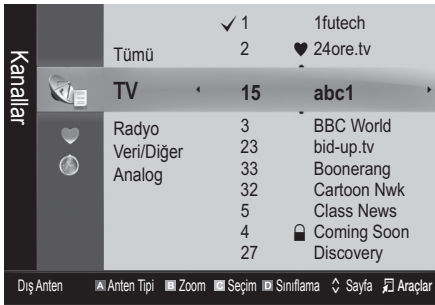 Kanallar
1 1futech
Tümü 2 24ore.tv
TV 15 abc1
Radyo 3 BBC World
Veri/Diğer 23 bid-up.tv
Analog 33 Boonerang
32 Cartoon Nwk
5 Class News
4 Coming Soon
27 Discovery
Dış Anten A Anten Tipi B Zoom C Seçim D Sınıflama Sayfa Araçlar